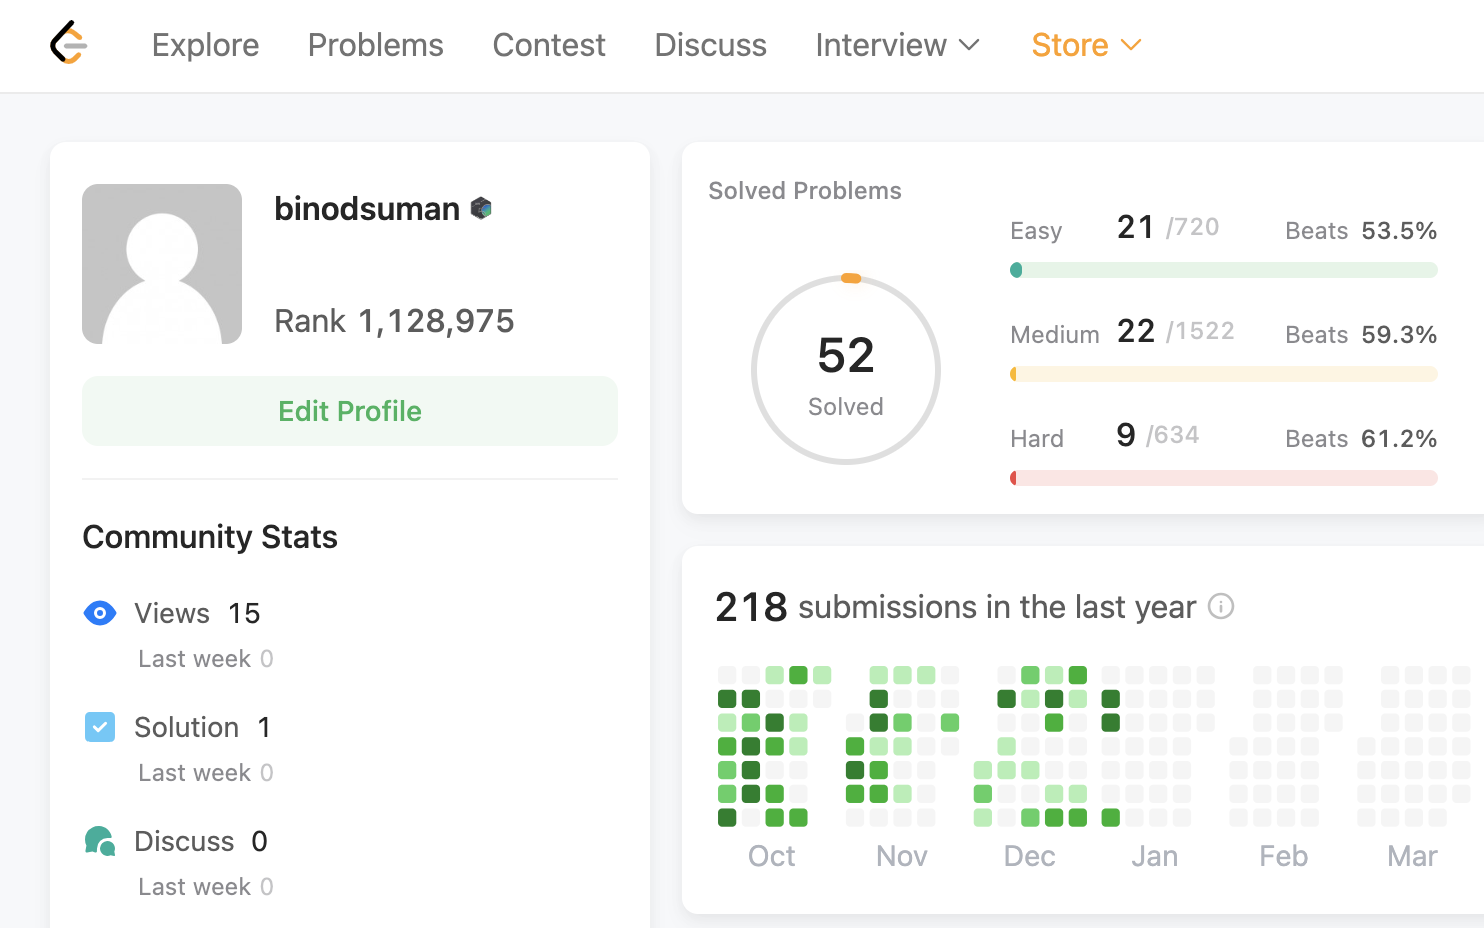 Explore Problems Contest Discuss Interview Store
binodsuman
Rank 1,128,975
Edit Profile
Community Stats
Views 15
Last week 0
Solution 1
Last week 0
Discuss 0
Last week 0
Solved Problems
52
Solved
Easy 21 /720 Beats 53.5%
Medium 22 /1522 Beats 59.3%
Hard 9 /634 Beats 61.2%
218 submissions in the last year
Oct Nov Dec Jan Feb Mar